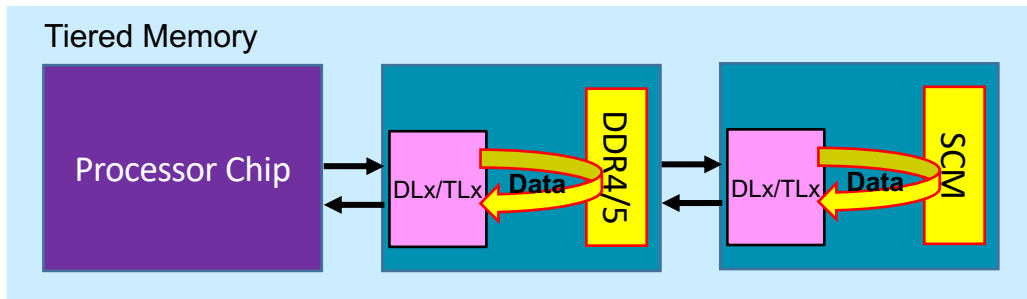 Tiered Memory
Processor Chip
DLx/TLx
Data
DDR4/5
DLx/TLx
Data
SCM